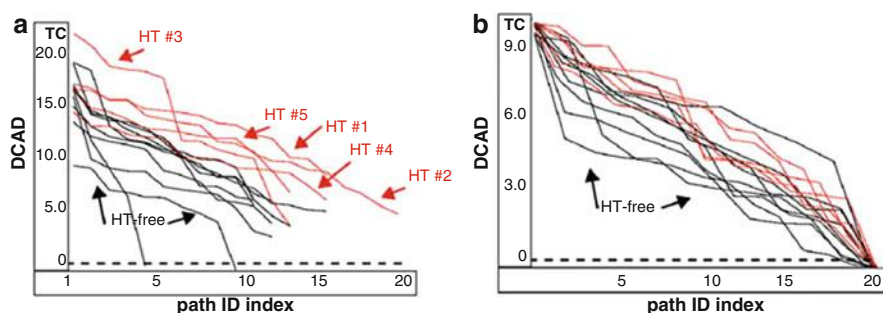 a
TC
20.0
15.0
10.0
5.0
0
DCAD
HT #3
HT #5
HT #1
HT #4
HT #2
HT-free
1 5 10 15 20
path ID index
b
TC
9.0
6.0
3.0
0
DCAD
HT-free
5 10 15 20
path ID index